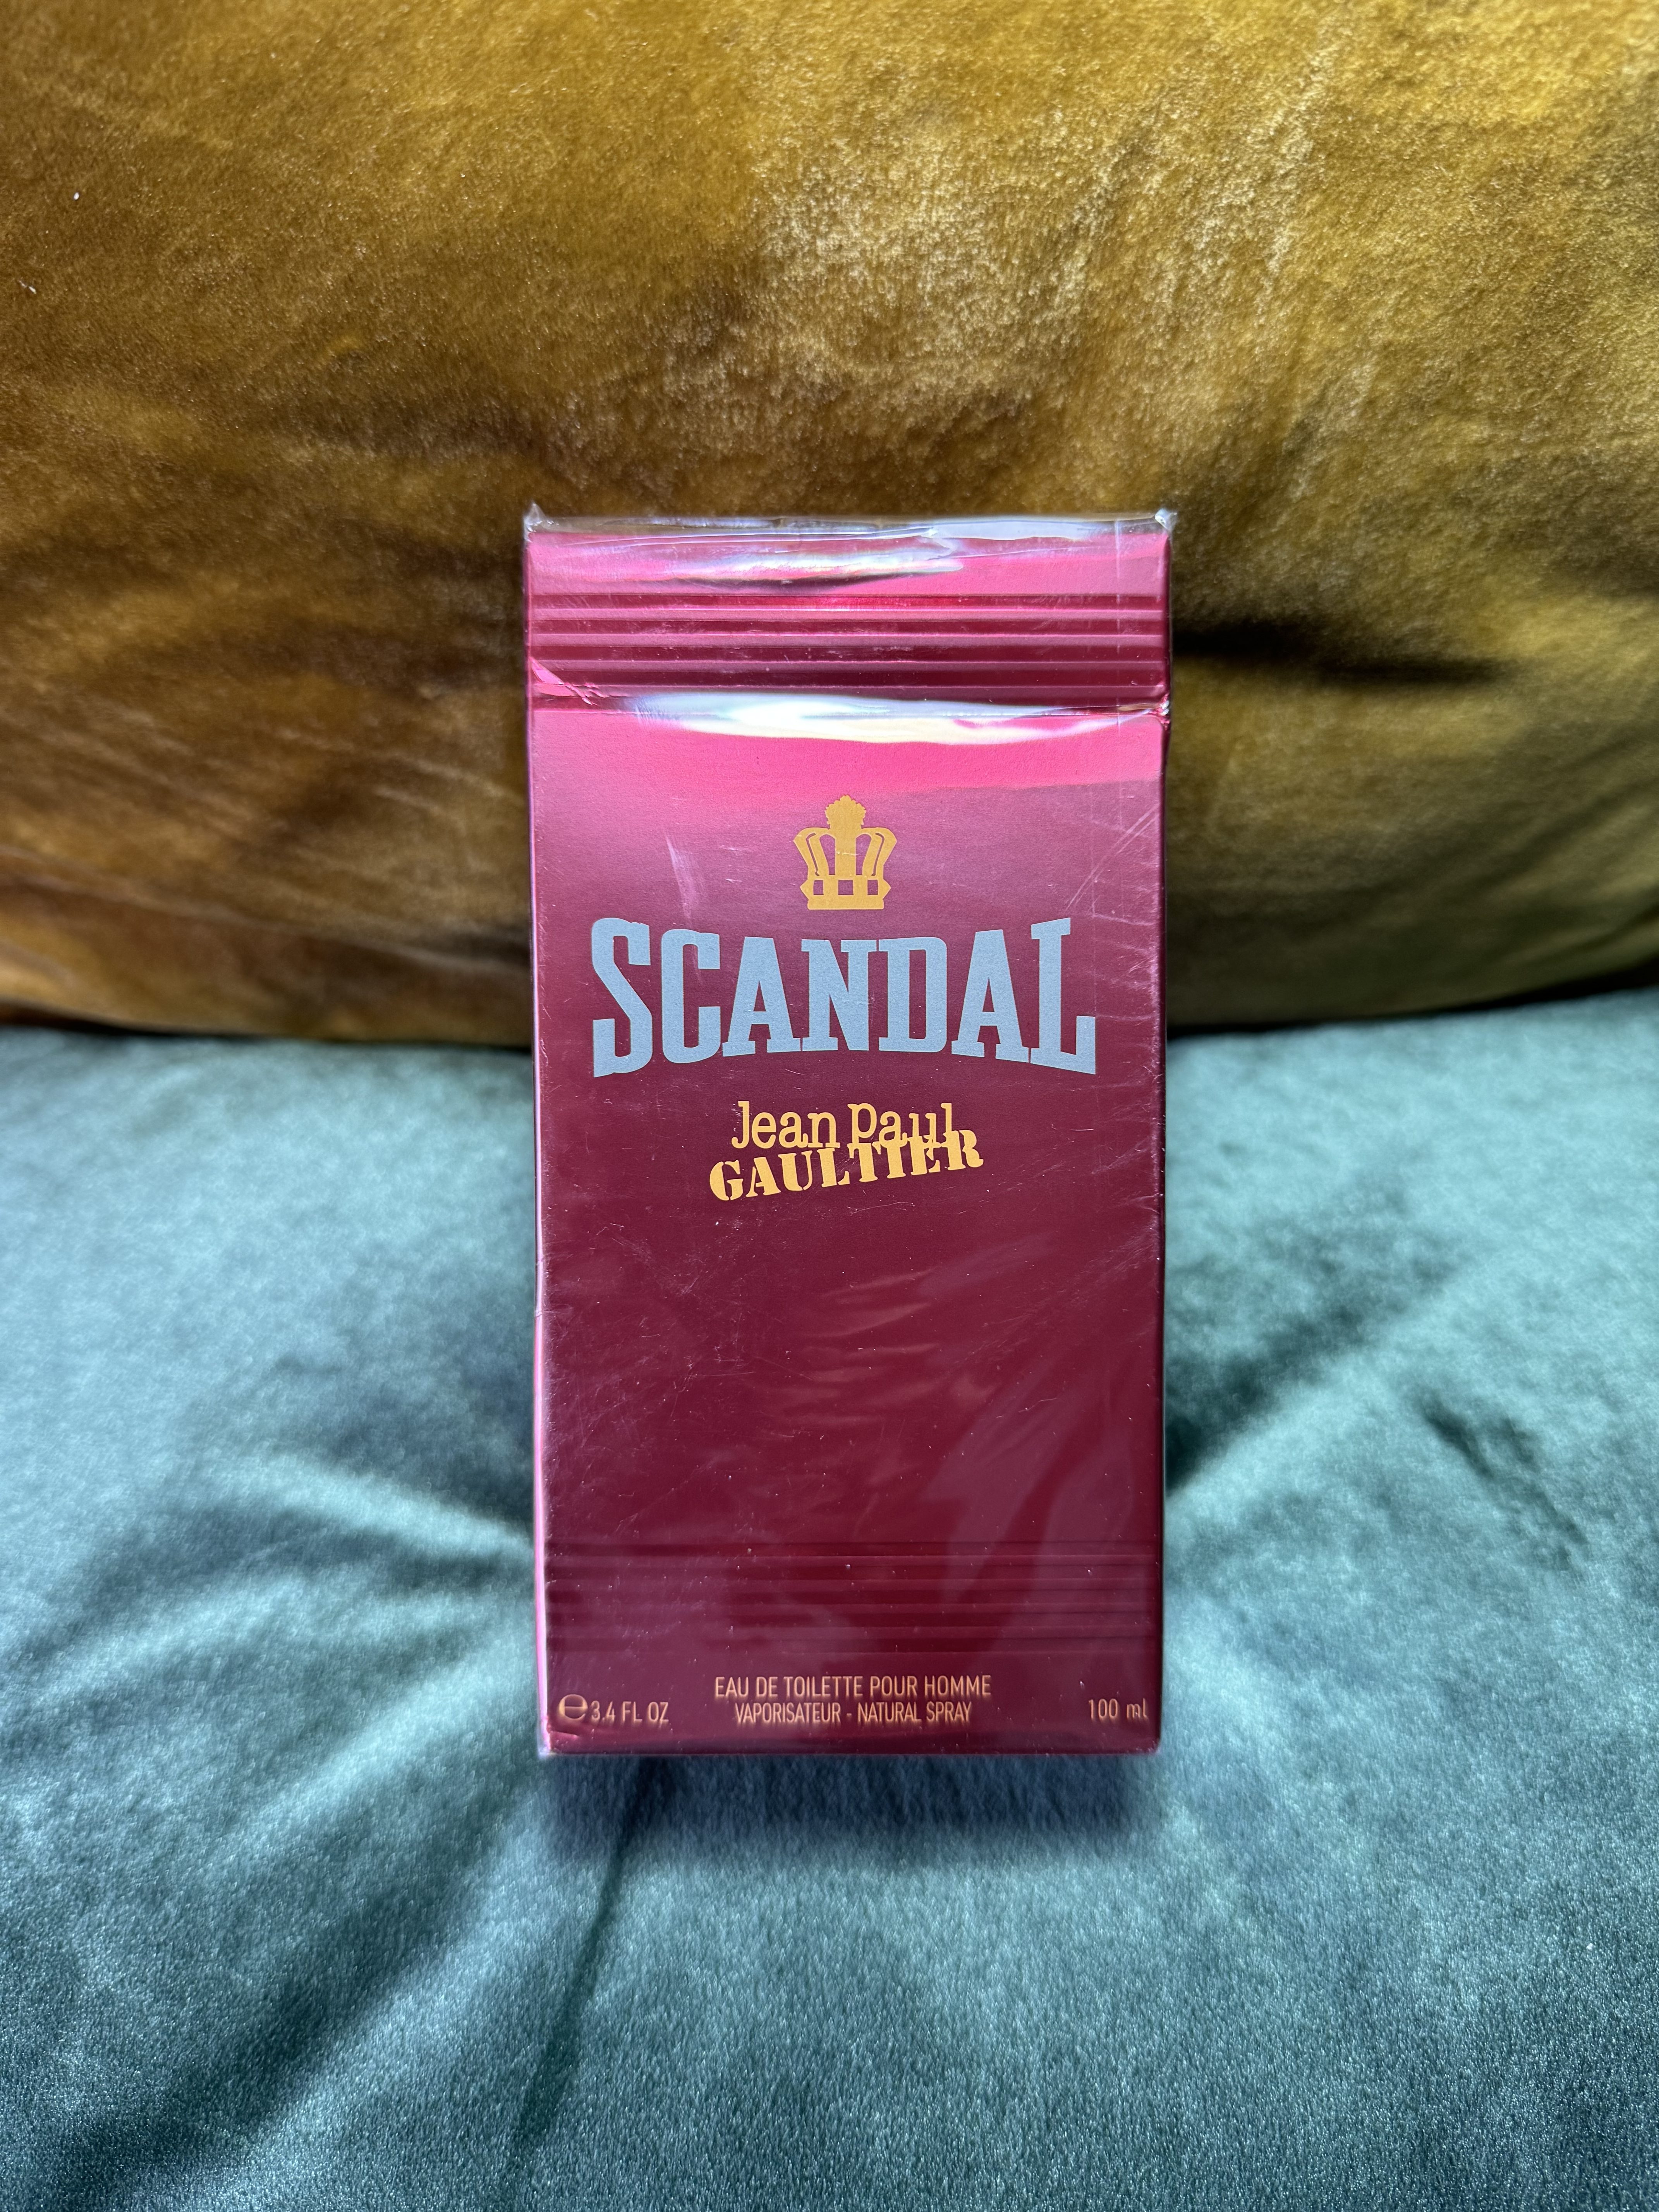 SCANDAL
Jean Paul
GAULTIER
EAU DE TOILETTE POUR HOMME
℮ 3.4 FL OZ VAPORISATEUR - NATURAL SPRAY 100 ml